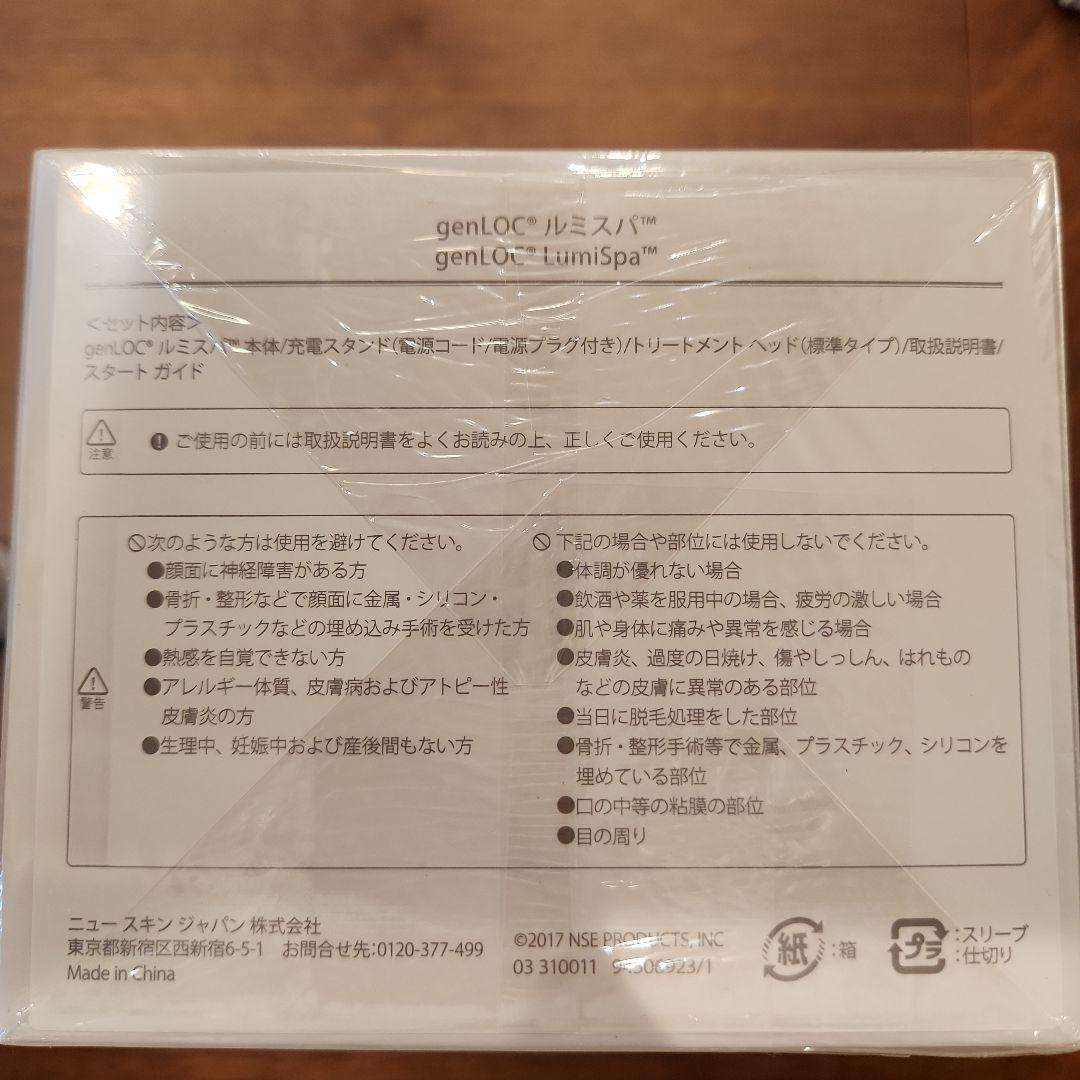 genLOC® ルミスパ™
genLOC® LumiSpa™
＜セット内容＞
genLOC® ルミスパ™ 本体/充電スタンド（電源コード/電源プラグ付き）/トリートメント ヘッド（標準タイプ）/取扱説明書/
スタート ガイド
注意
ご使用の前には取扱説明書をよくお読みの上、正しくご使用ください。
警告
次のような方は使用を避けてください。
●顔面に神経障害がある方
●骨折・整形などで顔面に金属・シリコン・
プラスチックなどの埋め込み手術を受けた方
●熱感を自覚できない方
●アレルギー体質、皮膚病およびアトピー性
皮膚炎の方
●生理中、妊娠中および産後間もない方
下記の場合や部位には使用しないでください。
●体調が優れない場合
●飲酒や薬を服用中の場合、疲労の激しい場合
●肌や身体に痛みや異常を感じる場合
●皮膚炎、過度の日焼け、傷やしっしん、はれもの
などの皮膚に異常のある部位
●当日に脱毛処理をした部位
●骨折・整形手術等で金属、プラスチック、シリコンを
埋めている部位
●口の中等の粘膜の部位
●目の周り
ニュー スキン ジャパン 株式会社
東京都新宿区西新宿6-5-1 お問合せ先:0120-377-499
Made in China
©2017 NSE PRODUCTS, INC
03 310011
紙:箱
プラ:スリーブ
:仕切り